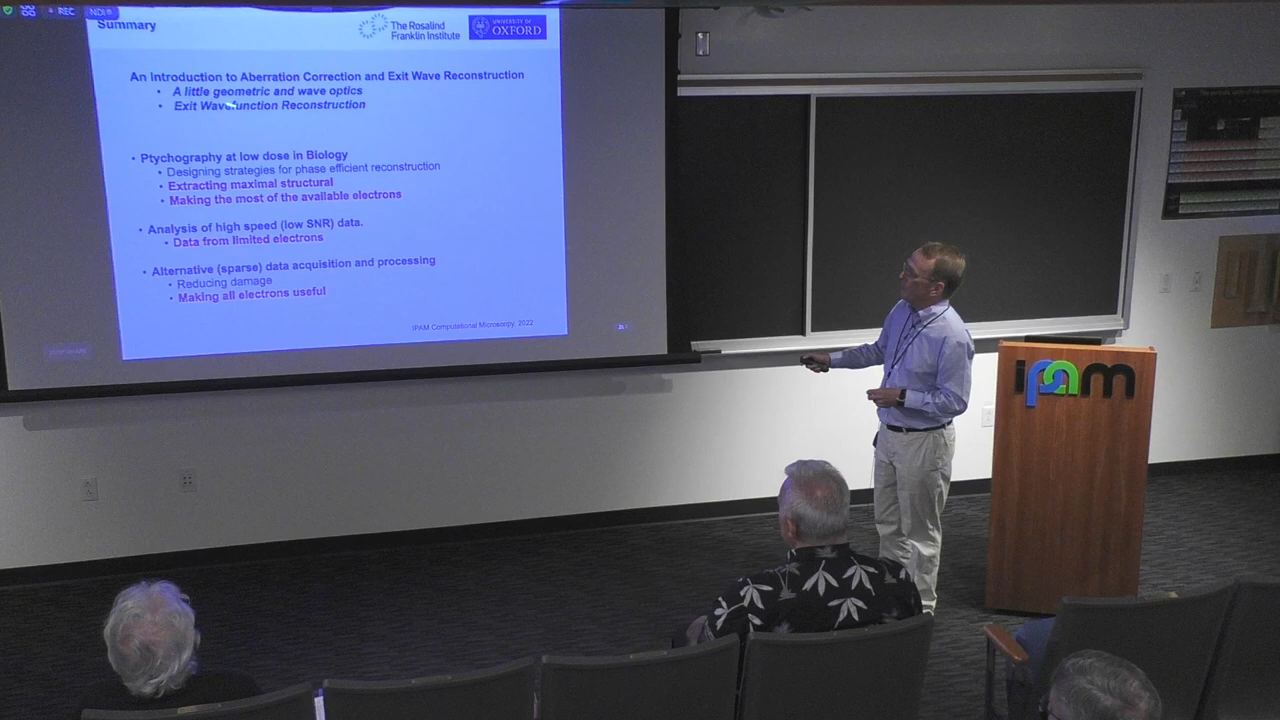 REC
NDI
Summary
The Rosalind
Franklin Institute
UNIVERSITY OF
OXFORD
An Introduction to Aberration Correction and Exit Wave Reconstruction
• A little geometric and wave optics
• Exit Wavefunction Reconstruction
• Ptychography at low dose in Biology
• Designing strategies for phase efficient reconstruction
• Extracting maximal structural
• Making the most of the available electrons
• Analysis of high speed (low SNR) data.
• Data from limited electrons
• Alternative (sparse) data acquisition and processing
• Reducing damage
• Making all electrons useful
IPAM Computational Microscopy, 2022
ipam